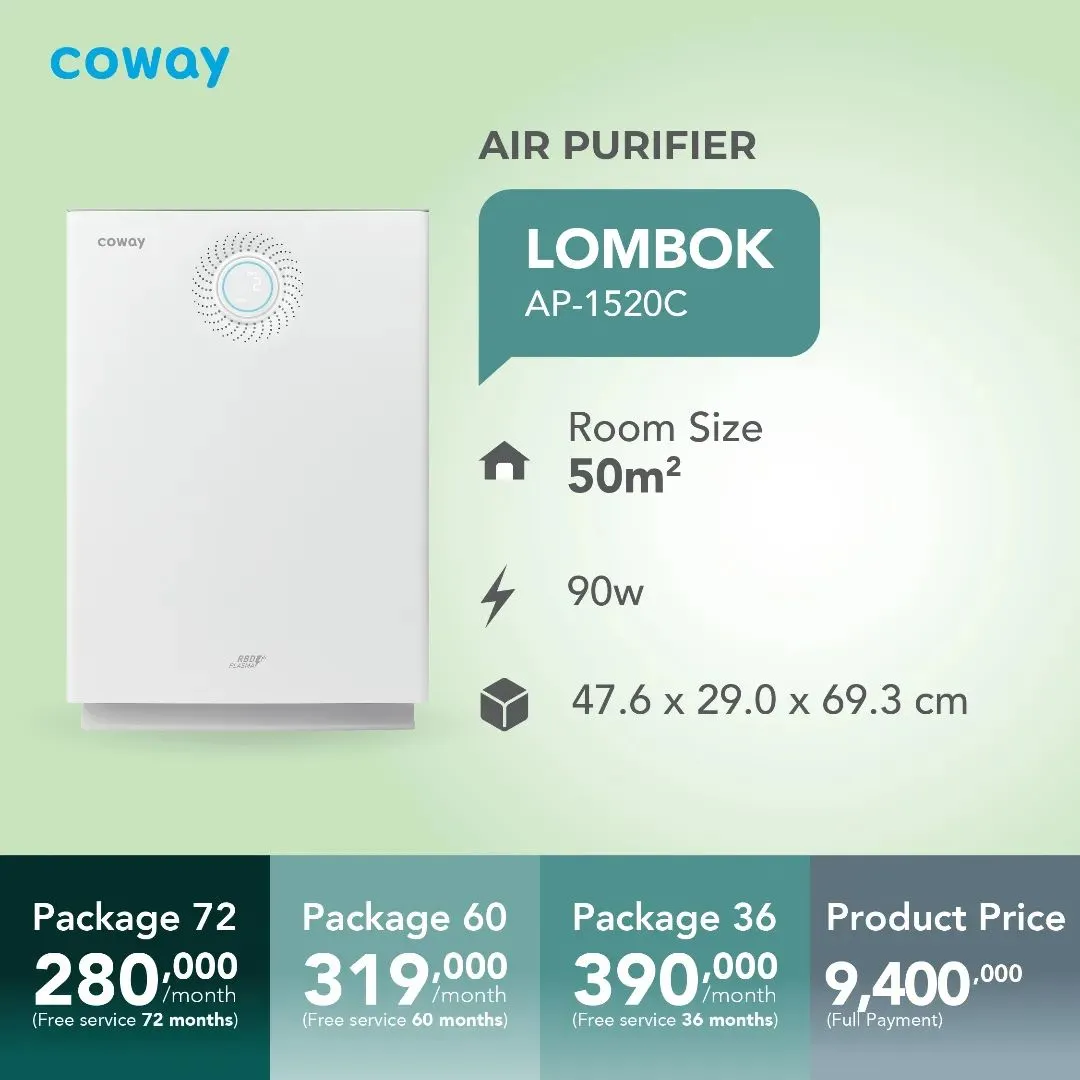 coway
AIR PURIFIER
coway
LOMBOK
AP-1520C
Room Size
50m²
90w
RBD
PLASMA
47.6 x 29.0 x 69.3 cm
Package 72
280,000
/month
(Free service 72 months)
Package 60
319,000
/month
(Free service 60 months)
Package 36
390,000
/month
(Free service 36 months)
Product Price
9,400,000
(Full Payment)